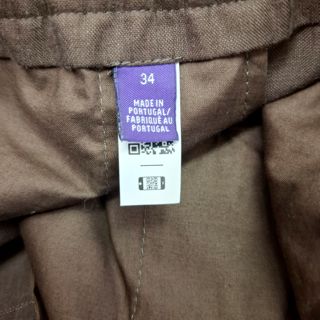 34
MADE IN
PORTUGAL/
FABRIQUÉ AU
PORTUGAL